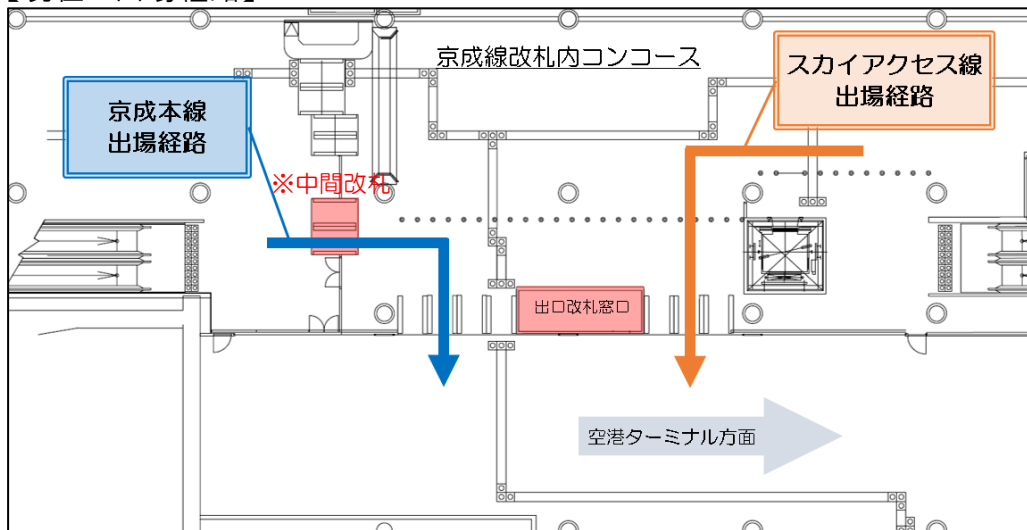 京成線改札内コンコース
京成本線
出場経路
スカイアクセス線
出場経路
※中間改札
出口改札窓口
空港ターミナル方面